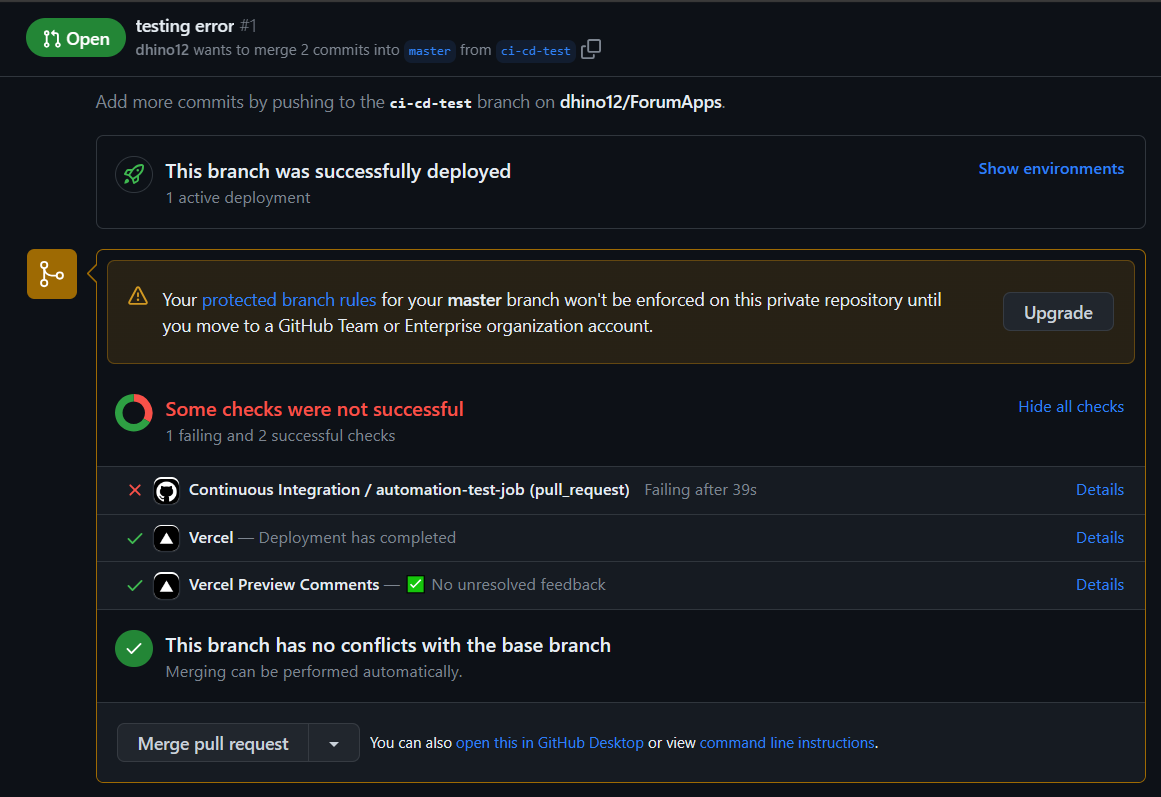 Open
testing error #1
dhino12 wants to merge 2 commits into master from ci-cd-test
Add more commits by pushing to the ci-cd-test branch on dhino12/ForumApps.
This branch was successfully deployed
Show environments
1 active deployment
Your protected branch rules for your master branch won't be enforced on this private repository until
you move to a GitHub Team or Enterprise organization account.
Upgrade
Some checks were not successful
Hide all checks
1 failing and 2 successful checks
Continuous Integration / automation-test-job (pull_request) Failing after 39s Details
Vercel — Deployment has completed Details
Vercel Preview Comments — ✅ No unresolved feedback Details
This branch has no conflicts with the base branch
Merging can be performed automatically.
Merge pull request
You can also open this in GitHub Desktop or view command line instructions.